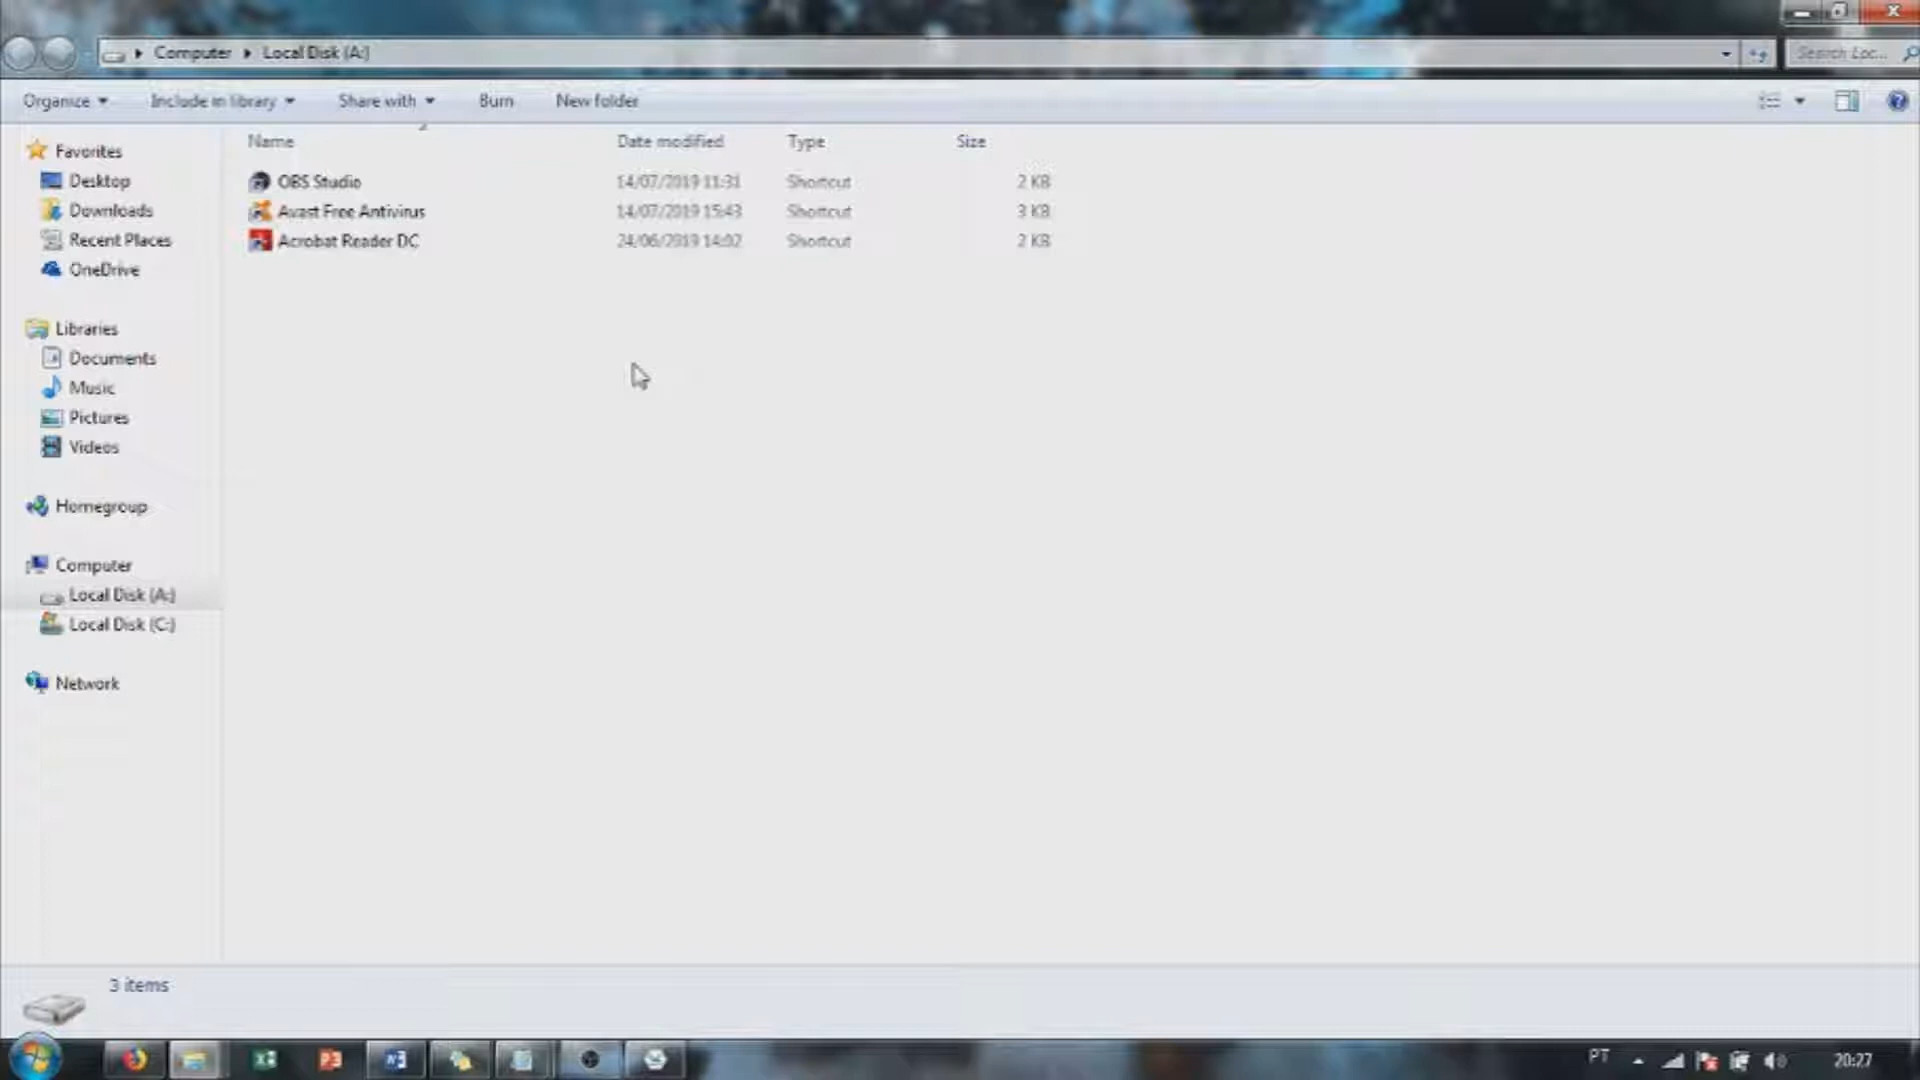 Computer Local Disk (A:)
Search Loc...
Organize Include in library Share with Burn New folder
Name Date modified Type Size
OBS Studio 14/07/2019 11:31 Shortcut 2 KB
Avast Free Antivirus 14/07/2019 15:43 Shortcut 3 KB
Acrobat Reader DC 24/06/2019 14:02 Shortcut 2 KB
Favorites
Desktop
Downloads
Recent Places
OneDrive
Libraries
Documents
Music
Pictures
Videos
Homegroup
Computer
Local Disk (A:)
Local Disk (C:)
Network
3 items
PT 20:27